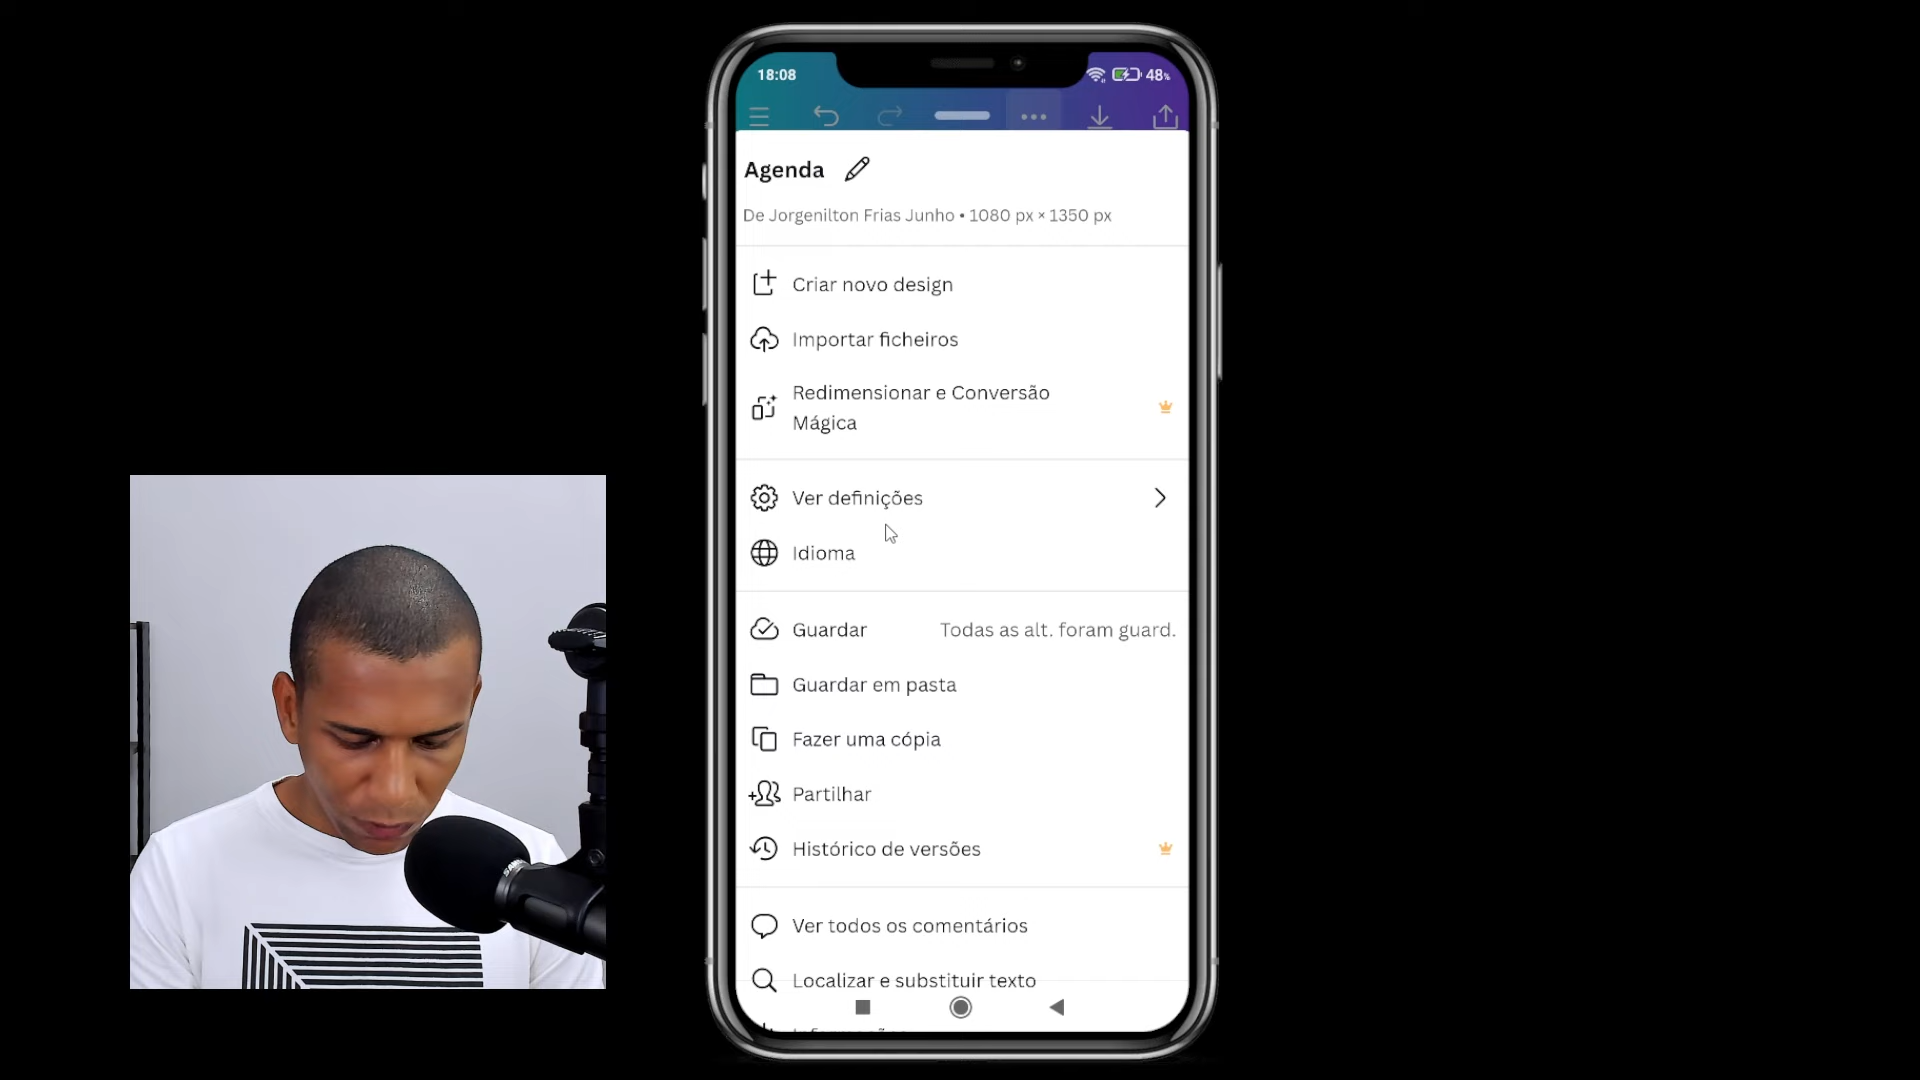 18:08
48%
Agenda
De Jorgenilton Frias Junho • 1080 px × 1350 px
Criar novo design
Importar ficheiros
Redimensionar e Conversão
Mágica
Ver definições
Idioma
Guardar Todas as alt. foram guard.
Guardar em pasta
Fazer uma cópia
Partilhar
Histórico de versões
Ver todos os comentários
Localizar e substituir texto